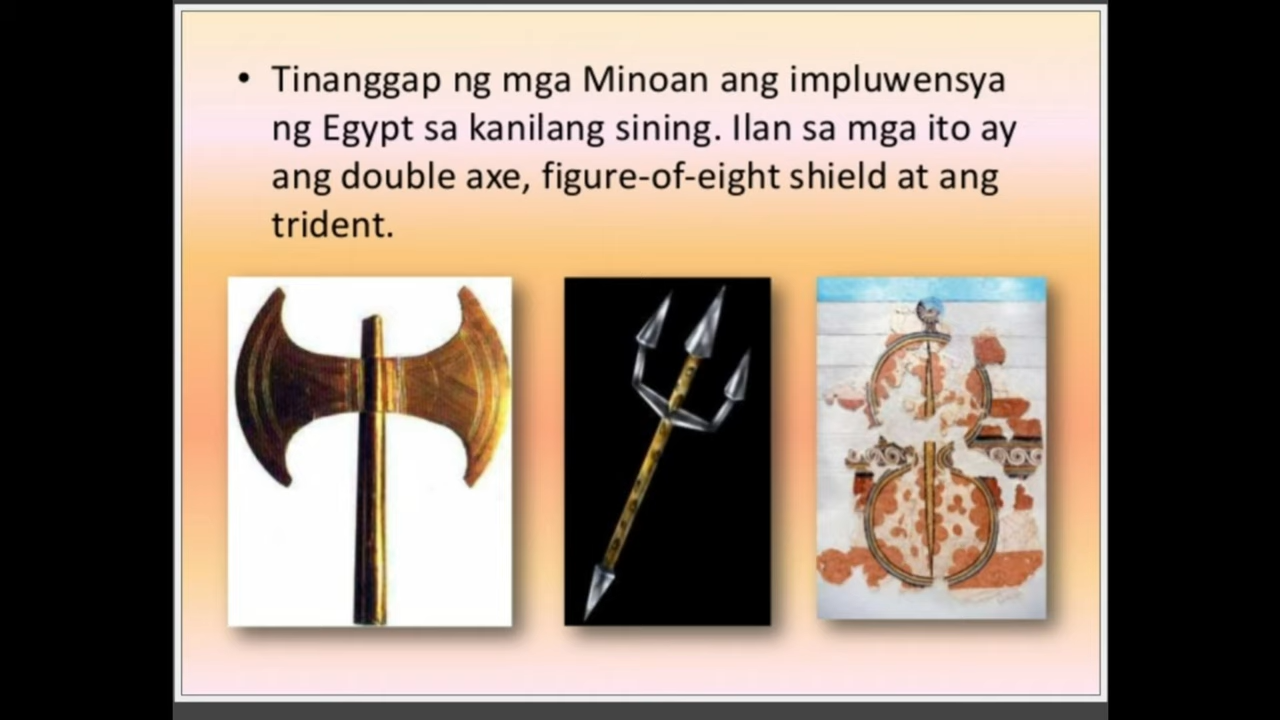 • Tinanggap ng mga Minoan ang impluwensya
ng Egypt sa kanilang sining. Ilan sa mga ito ay
ang double axe, figure-of-eight shield at ang
trident.